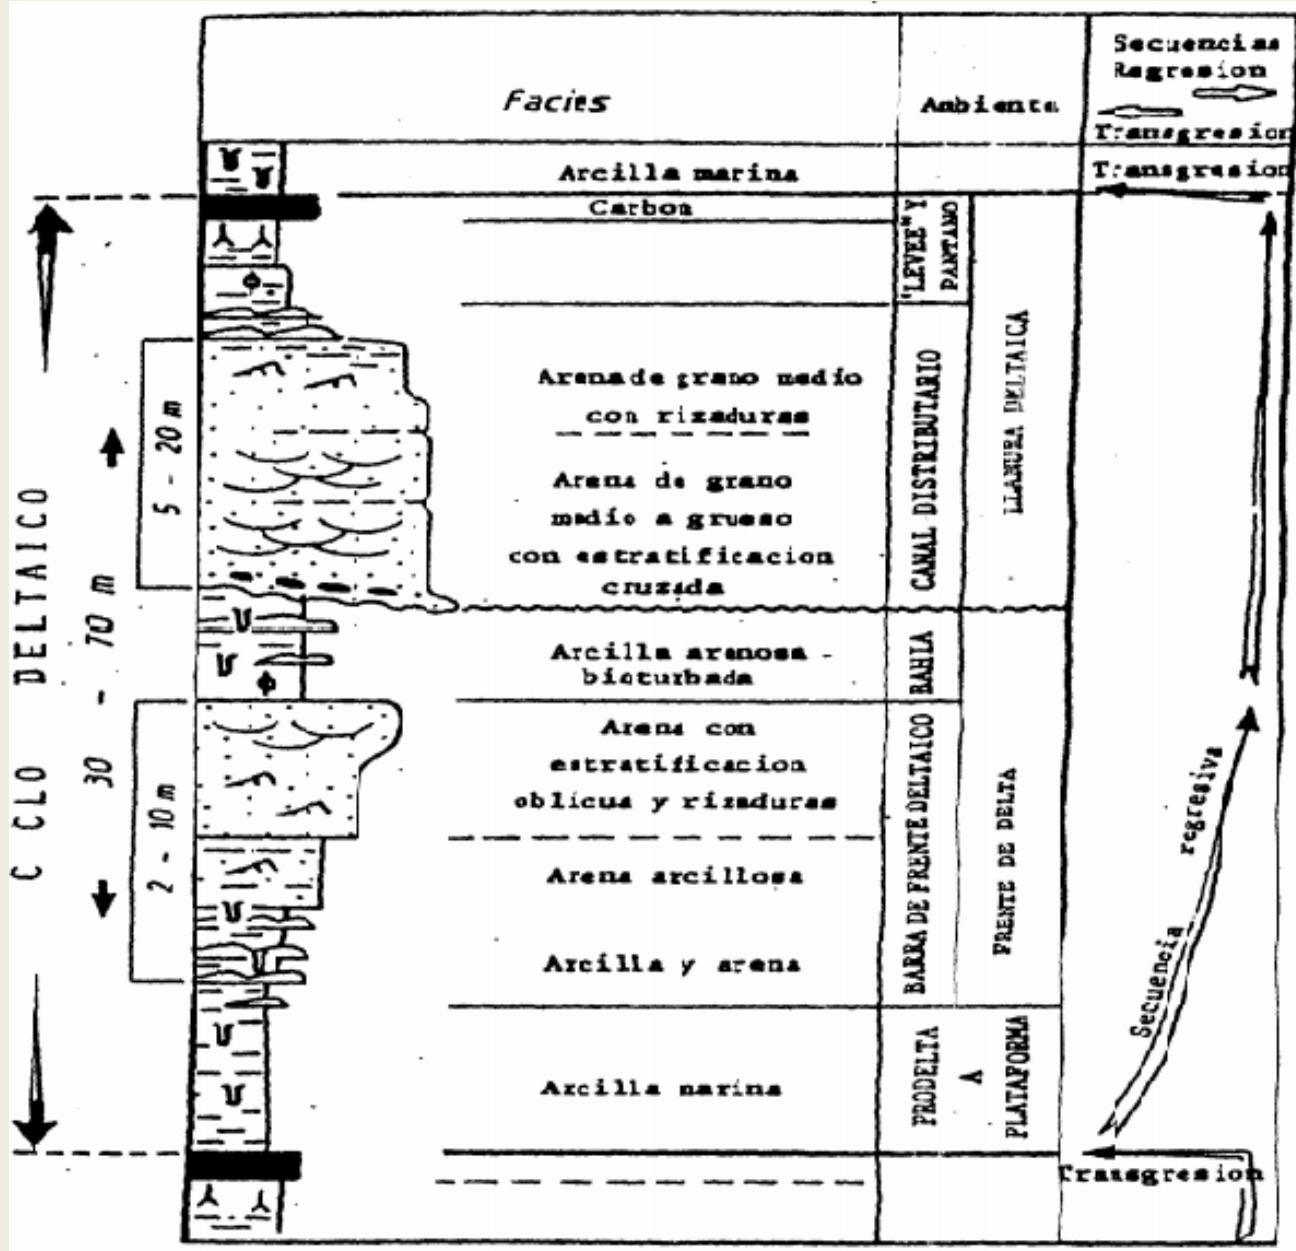 Facies
Ambiente
Secuencias
Regresion
Transgresion
Arcilla marina
Transgresion
Carbon
"LEVEE" Y
PANTANO
Arena de grano medio
con rizaduras
Arena de grano
medio a grueso
con estratificacion
cruzada
CANAL DISTRIBUTARIO
LLANURA DELTAICA
5 - 20 m
C CLO DELTAICO
30 - 70 m
Arcilla arenosa -
bioturbada
BAHIA
Arena con
estratificacion
oblicua y rizaduras
Arena arcillosa
Arcilla y arena
2 - 10 m
BARRA DE FRENTE DELTAICO
FRENTE DE DELTA
Secuencia regresiva
Arcilla marina
PRODELTA
A
PLATAFORMA
Transgresion